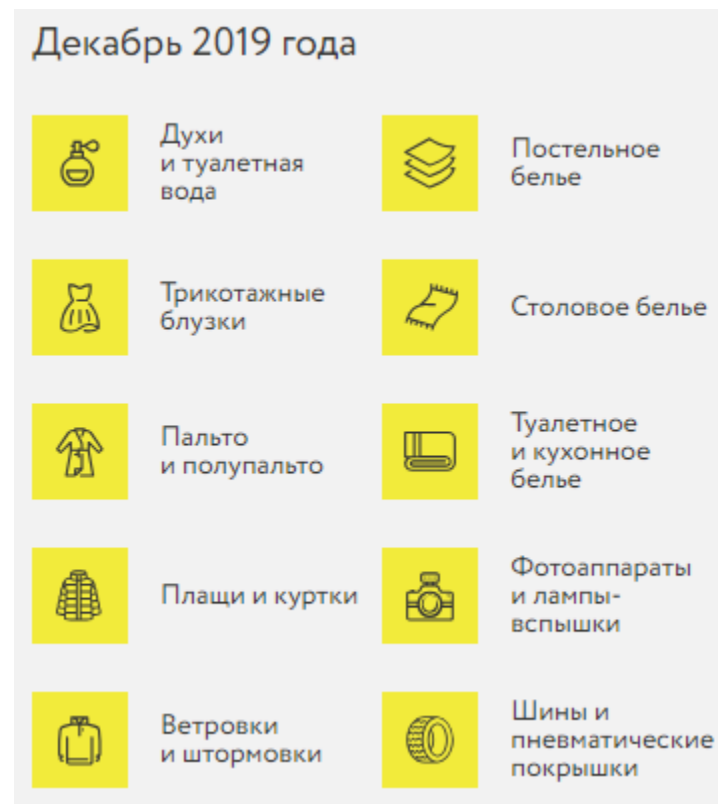 Декабрь 2019 года
Духи
и туалетная
вода
Постельное
белье
Трикотажные
блузки
Столовое белье
Пальто
и полупальто
Туалетное
и кухонное
белье
Плащи и куртки
Фотоаппараты
и лампы-
вспышки
Ветровки
и штормовки
Шины и
пневматические
покрышки